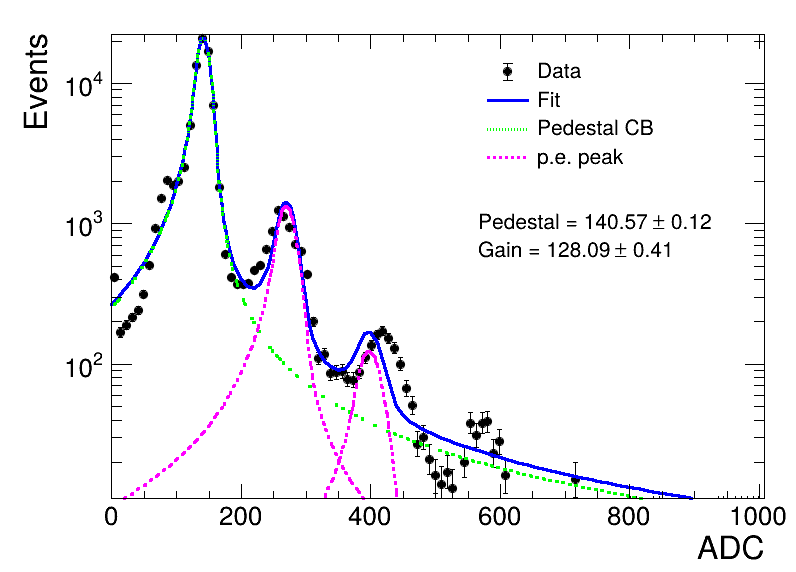 Events
10⁴
10³
10²
Data
Fit
Pedestal CB
p.e. peak
Pedestal = 140.57 ± 0.12
Gain = 128.09 ± 0.41
0 200 400 600 800 1000
ADC